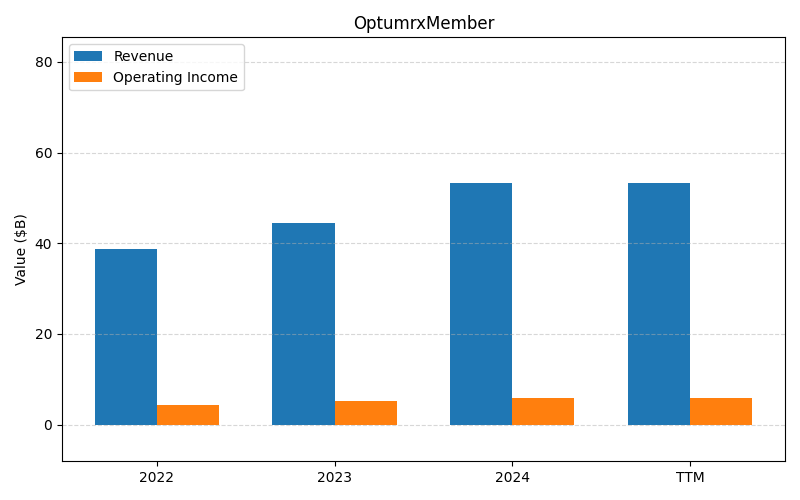 OptumrxMember
Revenue
Operating Income
Value ($B)
80
60
40
20
0
2022 2023 2024 TTM